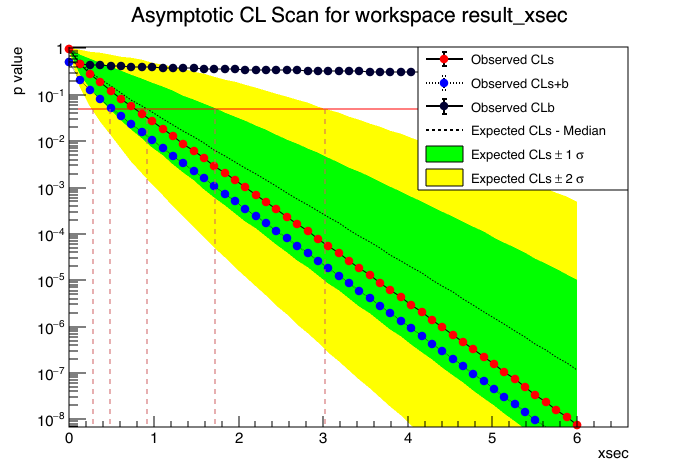 Asymptotic CL Scan for workspace result_xsec
p value
Observed CLs
Observed CLs+b
Observed CLb
Expected CLs - Median
Expected CLs ± 1 σ
Expected CLs ± 2 σ
1
10⁻¹
10⁻²
10⁻³
10⁻⁴
10⁻⁵
10⁻⁶
10⁻⁷
10⁻⁸
0 1 2 3 4 5 6
xsec